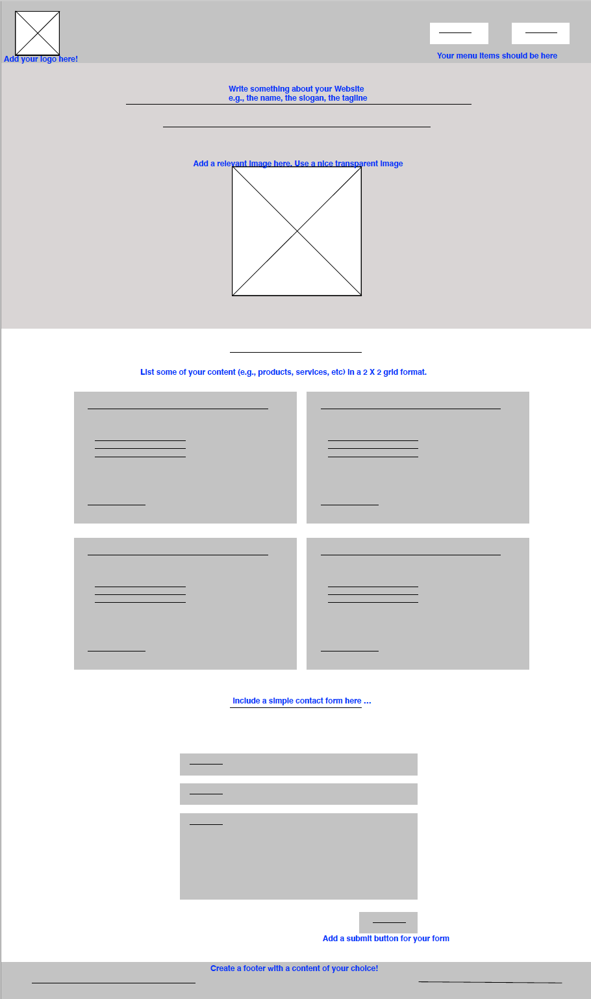 Add your logo here!
Your menu items should be here
Write something about your Website
e.g., the name, the slogan, the tagline
Add a relevant image here. Use a nice transparent image
List some of your content (e.g., products, services, etc) in a 2 X 2 grid format.
Include a simple contact form here ...
Add a submit button for your form
Create a footer with a content of your choice!